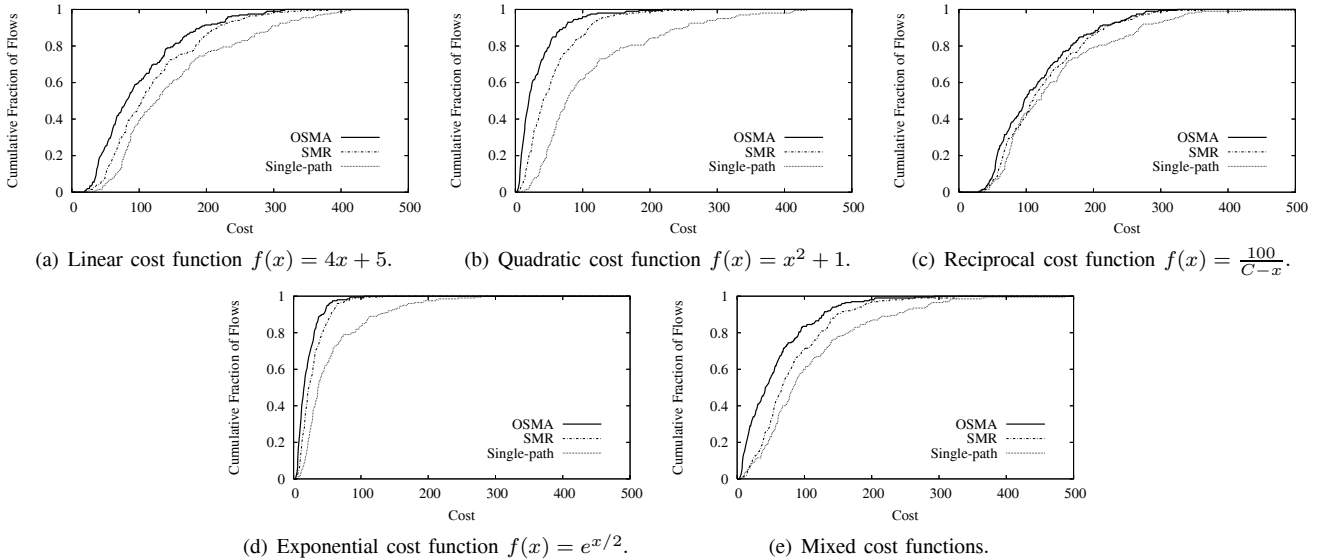 Cumulative Fraction of Flows
1
0.8
0.6
0.4
0.2
0
OSMA
SMR
Single-path
0 100 200 300 400 500
Cost
(a) Linear cost function f(x) = 4x + 5.
Cumulative Fraction of Flows
1
0.8
0.6
0.4
0.2
0
OSMA
SMR
Single-path
0 100 200 300 400 500
Cost
(b) Quadratic cost function f(x) = x² + 1.
Cumulative Fraction of Flows
1
0.8
0.6
0.4
0.2
0
OSMA
SMR
Single-path
0 100 200 300 400 500
Cost
(c) Reciprocal cost function f(x) = 100/(C−x).
Cumulative Fraction of Flows
1
0.8
0.6
0.4
0.2
0
OSMA
SMR
Single-path
0 100 200 300 400 500
Cost
(d) Exponential cost function f(x) = e^{x/2}.
Cumulative Fraction of Flows
1
0.8
0.6
0.4
0.2
0
OSMA
SMR
Single-path
0 100 200 300 400 500
Cost
(e) Mixed cost functions.